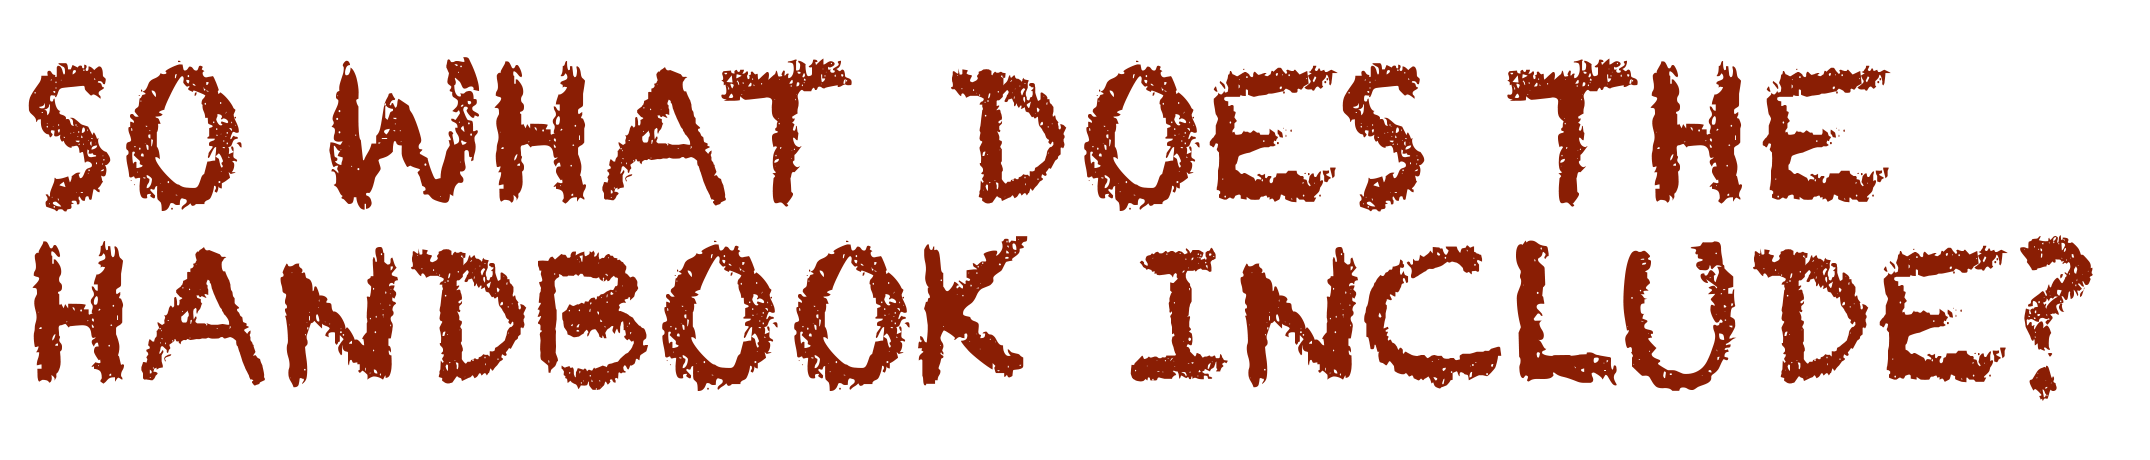 SO WHAT DOES THE
HANDBOOK INCLUDE?